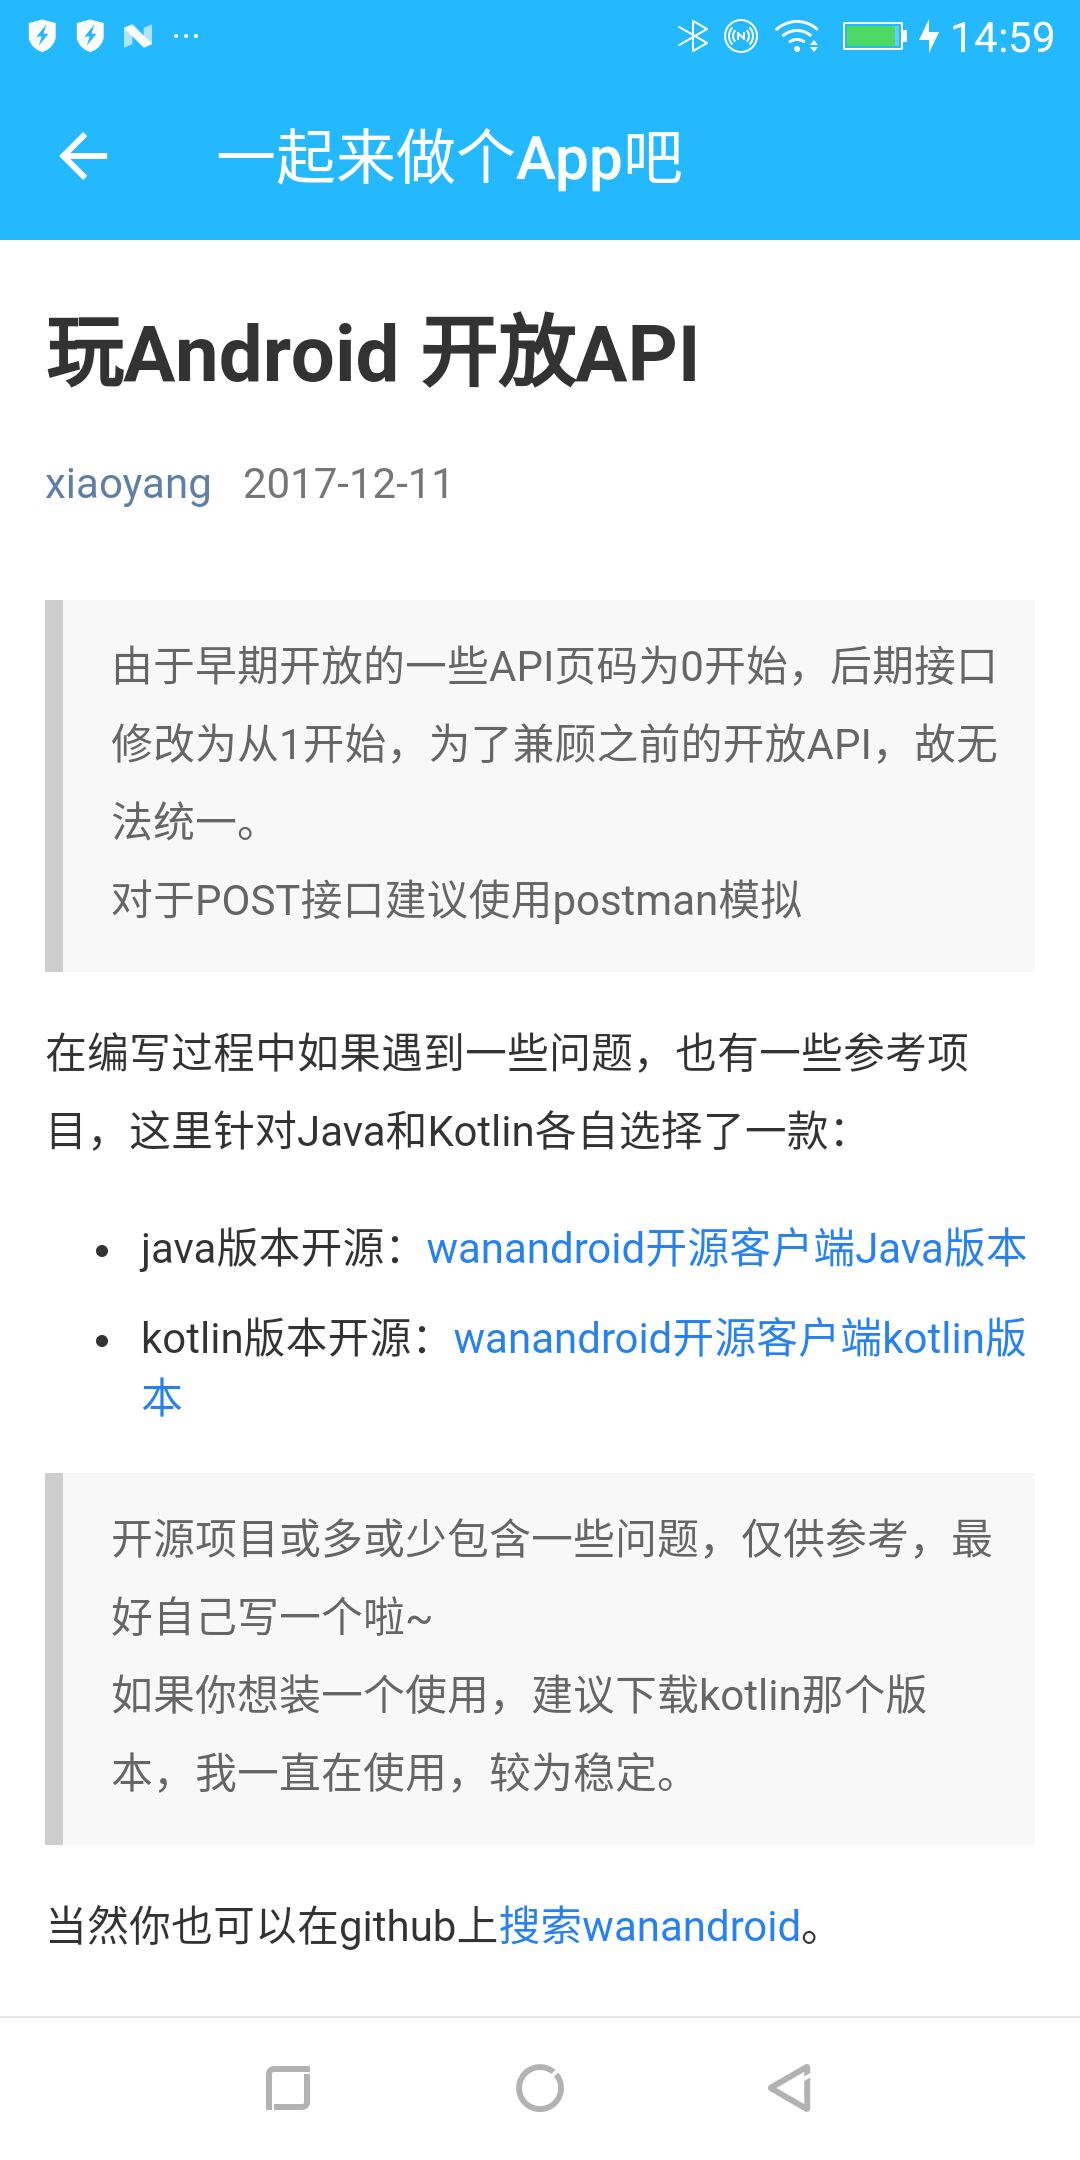 14:59
一起来做个App吧
玩Android 开放API
xiaoyang 2017-12-11
由于早期开放的一些API页码为0开始，后期接口
修改为从1开始，为了兼顾之前的开放API，故无
法统一。
对于POST接口建议使用postman模拟
在编写过程中如果遇到一些问题，也有一些参考项
目，这里针对Java和Kotlin各自选择了一款：
• java版本开源：wanandroid开源客户端Java版本
• kotlin版本开源：wanandroid开源客户端kotlin版
本
开源项目或多或少包含一些问题，仅供参考，最
好自己写一个啦~
如果你想装一个使用，建议下载kotlin那个版
本，我一直在使用，较为稳定。
当然你也可以在github上搜索wanandroid。